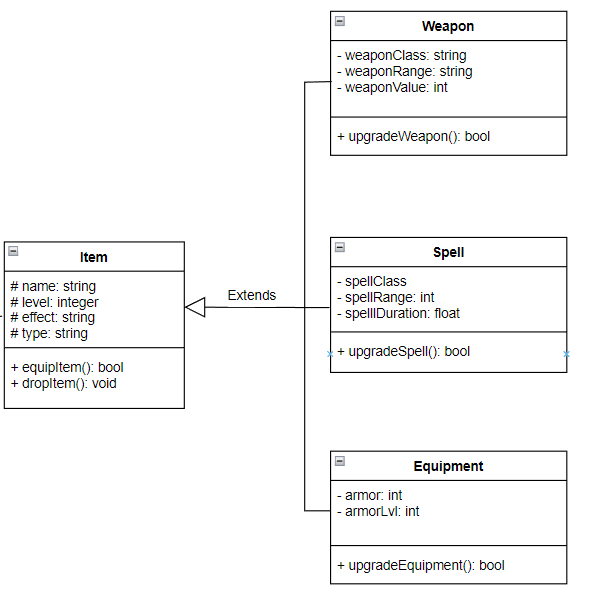 Weapon
- weaponClass: string
- weaponRange: string
- weaponValue: int
+ upgradeWeapon(): bool
Item
# name: string
# level: integer
# effect: string
# type: string
+ equipItem(): bool
+ dropItem(): void
Extends
Spell
- spellClass
- spellRange: int
- spellIDuration: float
+ upgradeSpell(): bool
Equipment
- armor: int
- armorLvl: int
+ upgradeEquipment(): bool